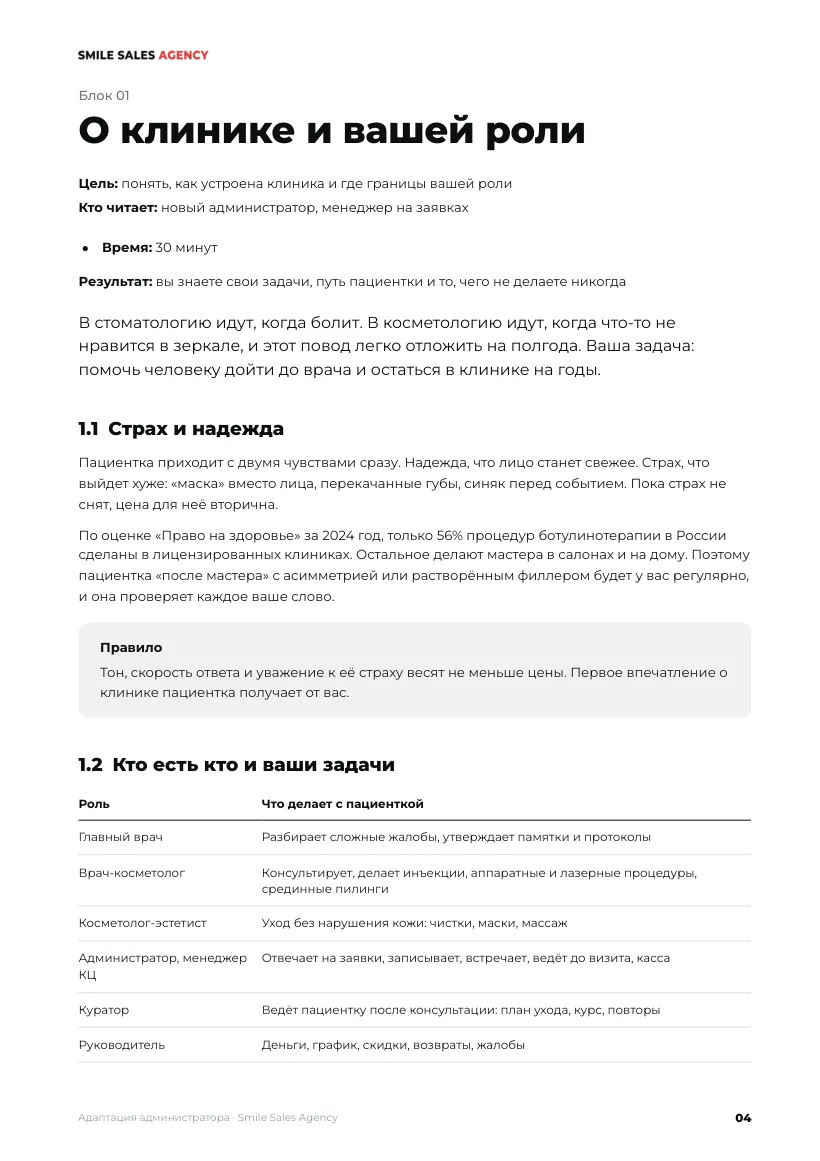 SMILE SALES AGENCY
Блок 01
О клинике и вашей роли
Цель: понять, как устроена клиника и где границы вашей роли
Кто читает: новый администратор, менеджер на заявках
• Время: 30 минут
Результат: вы знаете свои задачи, путь пациентки и то, чего не делаете никогда
В стоматологию идут, когда болит. В косметологию идут, когда что-то не
нравится в зеркале, и этот повод легко отложить на полгода. Ваша задача:
помочь человеку дойти до врача и остаться в клинике на годы.
1.1 Страх и надежда
Пациентка приходит с двумя чувствами сразу. Надежда, что лицо станет свежее. Страх, что
выйдет хуже: «маска» вместо лица, перекачанные губы, синяк перед событием. Пока страх не
снят, цена для неё вторична.
По оценке «Право на здоровье» за 2024 год, только 56% процедур ботулинотерапии в России
сделаны в лицензированных клиниках. Остальное делают мастера в салонах и на дому. Поэтому
пациентка «после мастера» с асимметрией или растворённым филлером будет у вас регулярно,
и она проверяет каждое ваше слово.
Правило
Тон, скорость ответа и уважение к её страху весят не меньше цены. Первое впечатление о
клинике пациентка получает от вас.
1.2 Кто есть кто и ваши задачи
Роль Что делает с пациенткой
Главный врач Разбирает сложные жалобы, утверждает памятки и протоколы
Врач-косметолог Консультирует, делает инъекции, аппаратные и лазерные процедуры,
срединные пилинги
Косметолог-эстетист Уход без нарушения кожи: чистки, маски, массаж
Администратор, менеджер Отвечает на заявки, записывает, встречает, ведёт до визита, касса
КЦ
Куратор Ведёт пациентку после консультации: план ухода, курс, повторы
Руководитель Деньги, график, скидки, возвраты, жалобы
Адаптация администратора · Smile Sales Agency 04